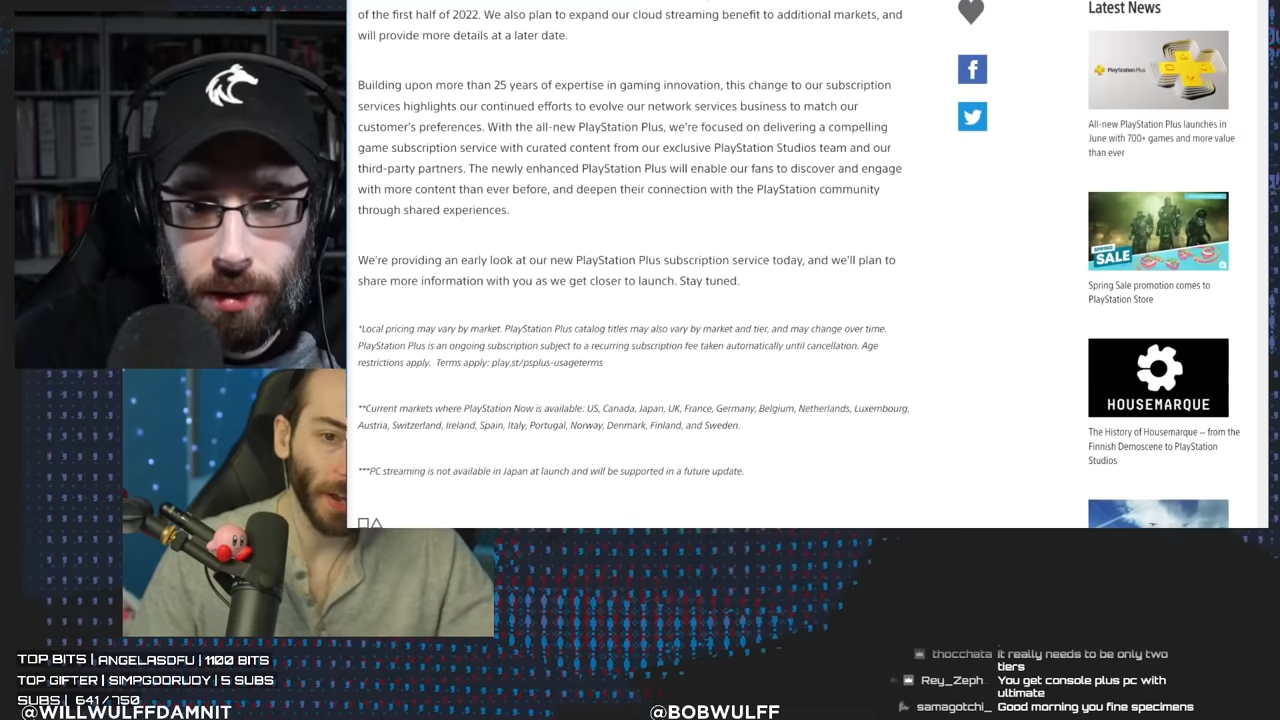 of the first half of 2022. We also plan to expand our cloud streaming benefit to additional markets, and
will provide more details at a later date.
Building upon more than 25 years of expertise in gaming innovation, this change to our subscription
services highlights our continued efforts to evolve our network services business to match our
customer's preferences. With the all-new PlayStation Plus, we're focused on delivering a compelling
game subscription service with curated content from our exclusive PlayStation Studios team and our
third-party partners. The newly enhanced PlayStation Plus will enable our fans to discover and engage
with more content than ever before, and deepen their connection with the PlayStation community
through shared experiences.
We're providing an early look at our new PlayStation Plus subscription service today, and we'll plan to
share more information with you as we get closer to launch. Stay tuned.
*Local pricing may vary by market. PlayStation Plus catalog titles may also vary by market and tier, and may change over time.
PlayStation Plus is an ongoing subscription subject to a recurring subscription fee taken automatically until cancellation. Age
restrictions apply. Terms apply: play.st/psplus-usageterms
**Current markets where PlayStation Now is available: US, Canada, Japan, UK, France, Germany, Belgium, Netherlands, Luxembourg,
Austria, Switzerland, Ireland, Spain, Italy, Portugal, Norway, Denmark, Finland, and Sweden.
***PC streaming is not available in Japan at launch and will be supported in a future update.
Latest News
PlayStation Plus
All-new PlayStation Plus launches in
June with 700+ games and more value
than ever
SPRING
SALE
Spring Sale promotion comes to
PlayStation Store
HOUSEMARQUE
The History of Housemarque – from the
Finnish Demoscene to PlayStation
Studios
TOP BITS | ANGELASOFU | 1100 BITS
TOP GIFTER | SIMPGODRUDY | 5 SUBS
SUBS | 641/750
@WILLWULFFDAMNIT
@BOBWULFF
thocchata it really needs to be only two
tiers
Rey_Zeph_ You get console plus pc with
ultimate
samagotchi_ Good morning you fine specimens